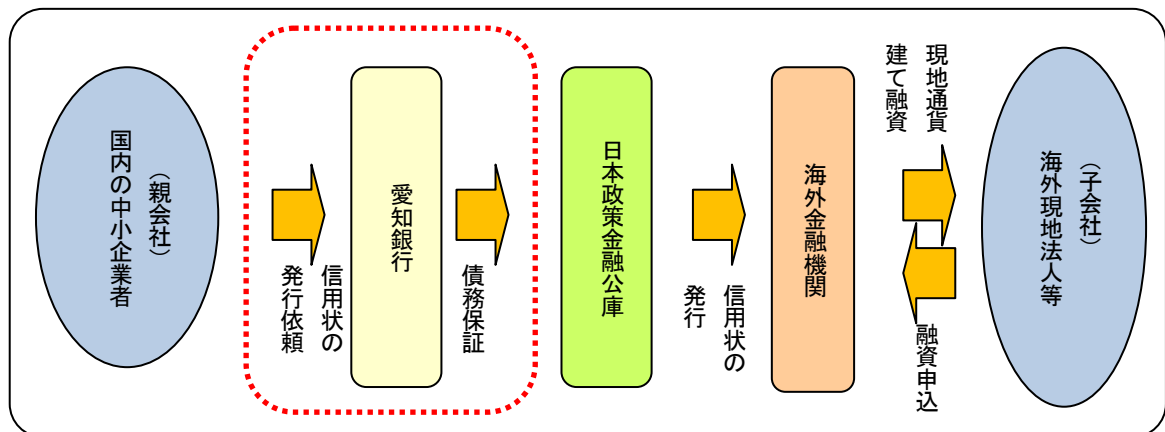 国内の中小企業者
（親会社）
信用状の
発行依頼
愛知銀行
債務保証
日本政策金融公庫
信用状の
発行
海外金融機関
現地通貨
建て融資
融資申込
（子会社）
海外現地法人等